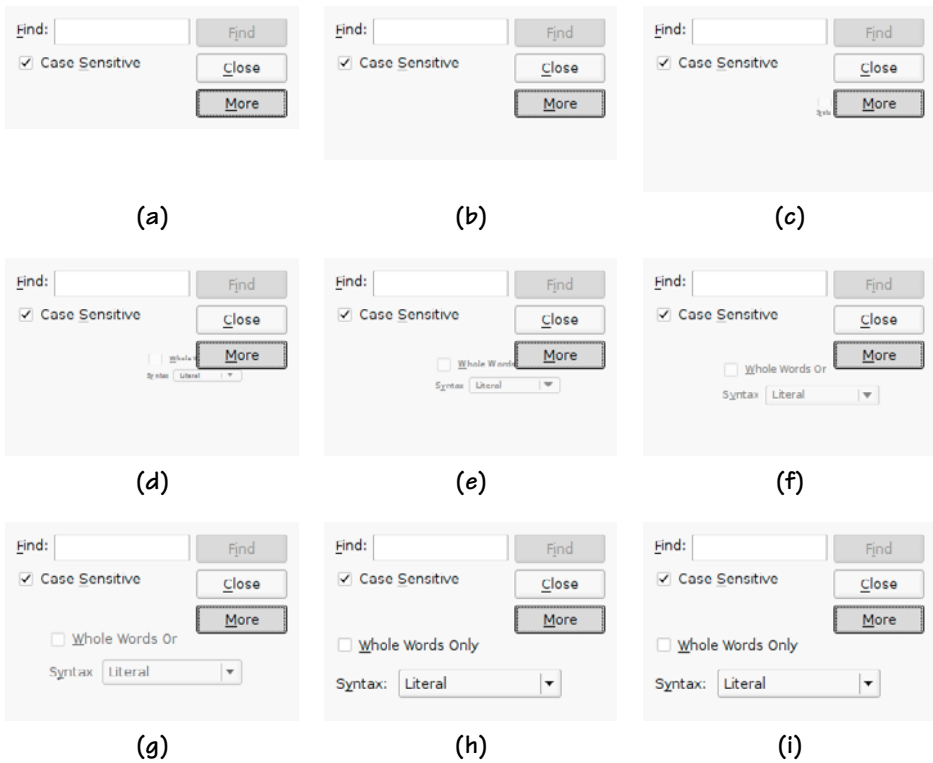 Find: Find
Case Sensitive Close
More
(a)
Find: Find
Case Sensitive Close
More
(b)
Find: Find
Case Sensitive Close
More
(c)
Find: Find
Case Sensitive Close
More
Whole
Syntax Literal
(d)
Find: Find
Case Sensitive Close
More
Whole Words
Syntax Literal
(e)
Find: Find
Case Sensitive Close
More
Whole Words Or
Syntax Literal
(f)
Find: Find
Case Sensitive Close
More
Whole Words Or
Syntax Literal
(g)
Find: Find
Case Sensitive Close
More
Whole Words Only
Syntax: Literal
(h)
Find: Find
Case Sensitive Close
More
Whole Words Only
Syntax: Literal
(i)